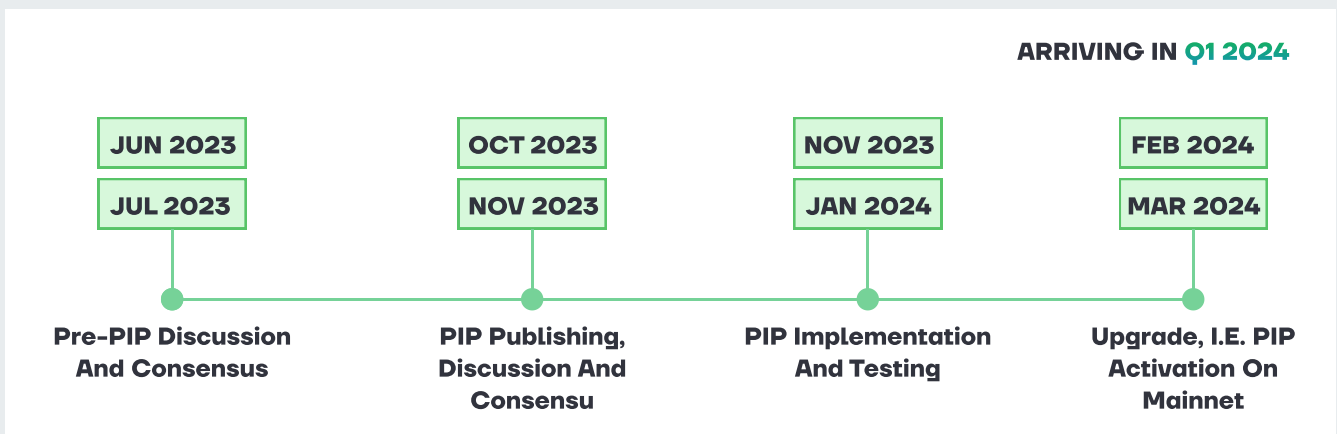 ARRIVING IN Q1 2024
JUN 2023
JUL 2023
Pre-PIP Discussion
And Consensus
OCT 2023
NOV 2023
PIP Publishing,
Discussion And
Consensu
NOV 2023
JAN 2024
PIP Implementation
And Testing
FEB 2024
MAR 2024
Upgrade, I.E. PIP
Activation On
Mainnet